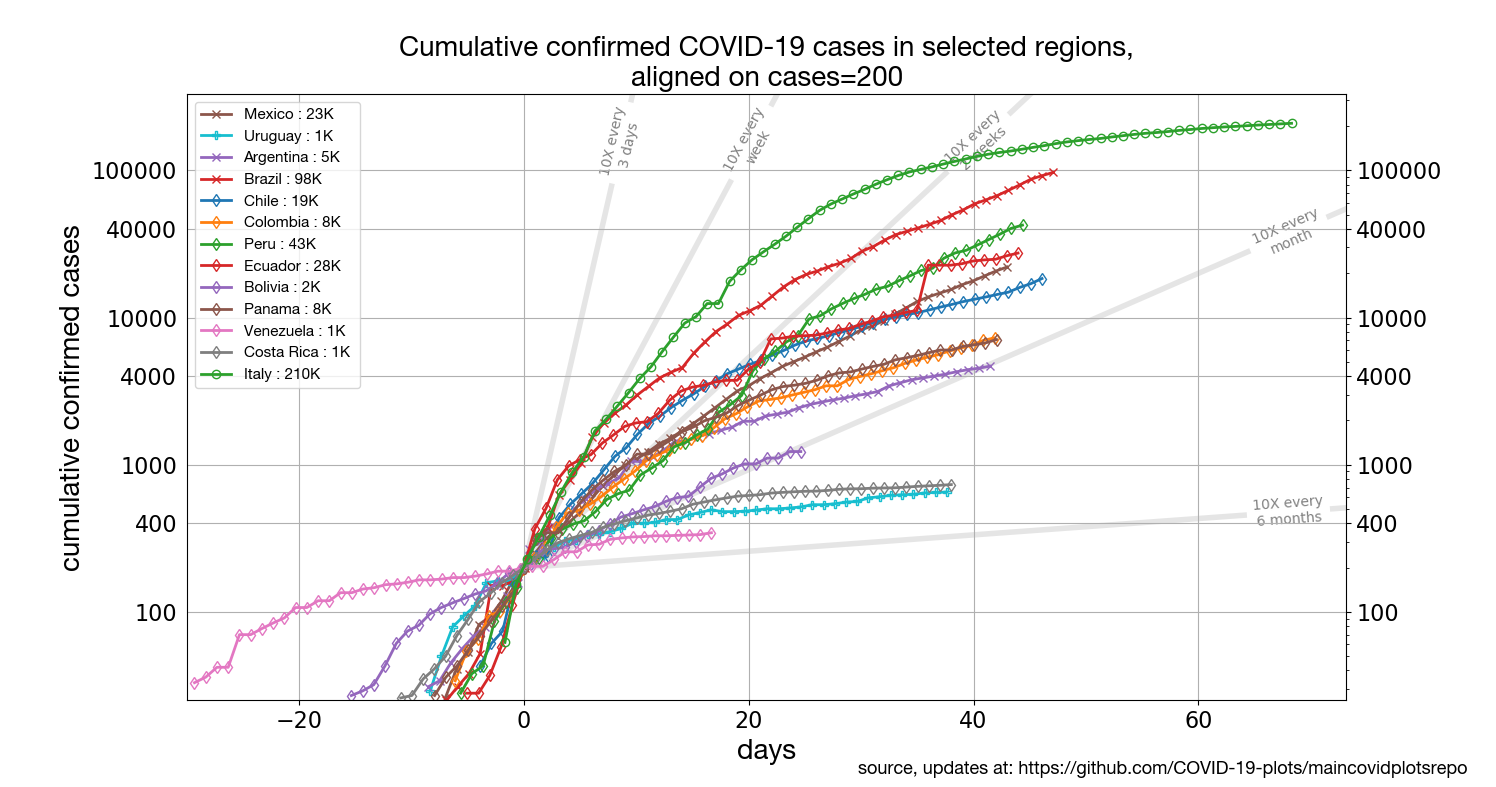 Cumulative confirmed COVID-19 cases in selected regions,
aligned on cases=200
cumulative confirmed cases
100000
40000
10000
4000
1000
400
100
Mexico : 23K
Uruguay : 1K
Argentina : 5K
Brazil : 98K
Chile : 19K
Colombia : 8K
Peru : 43K
Ecuador : 28K
Bolivia : 2K
Panama : 8K
Venezuela : 1K
Costa Rica : 1K
Italy : 210K
10X every
3 days
10X every
week
10X every
2 weeks
10X every
month
10X every
6 months
100000
40000
10000
4000
1000
400
100
−20
0
20
40
60
days
source, updates at: https://github.com/COVID-19-plots/maincovidplotsrepo